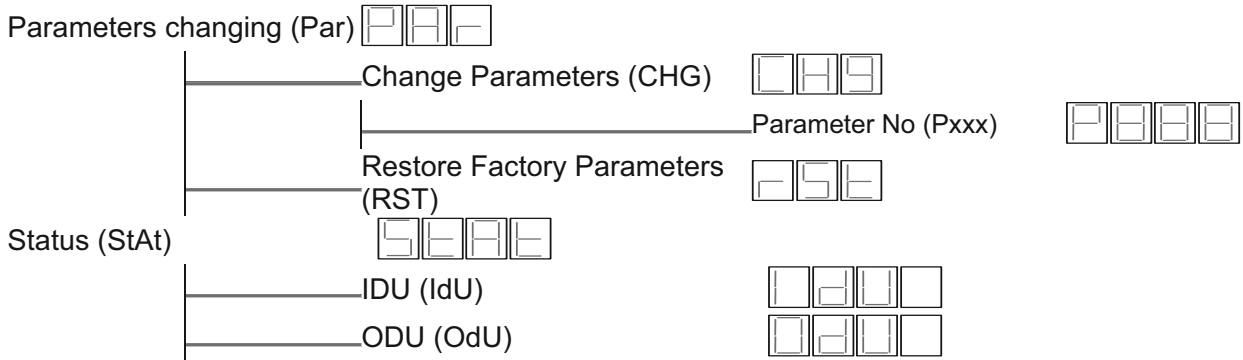 Parameters changing (Par) PAr
Change Parameters (CHG) CH9
Parameter No (Pxxx) P888
Restore Factory Parameters
(RST) rSt
Status (StAt) StAt
IDU (IdU) IdU
ODU (OdU) OdU